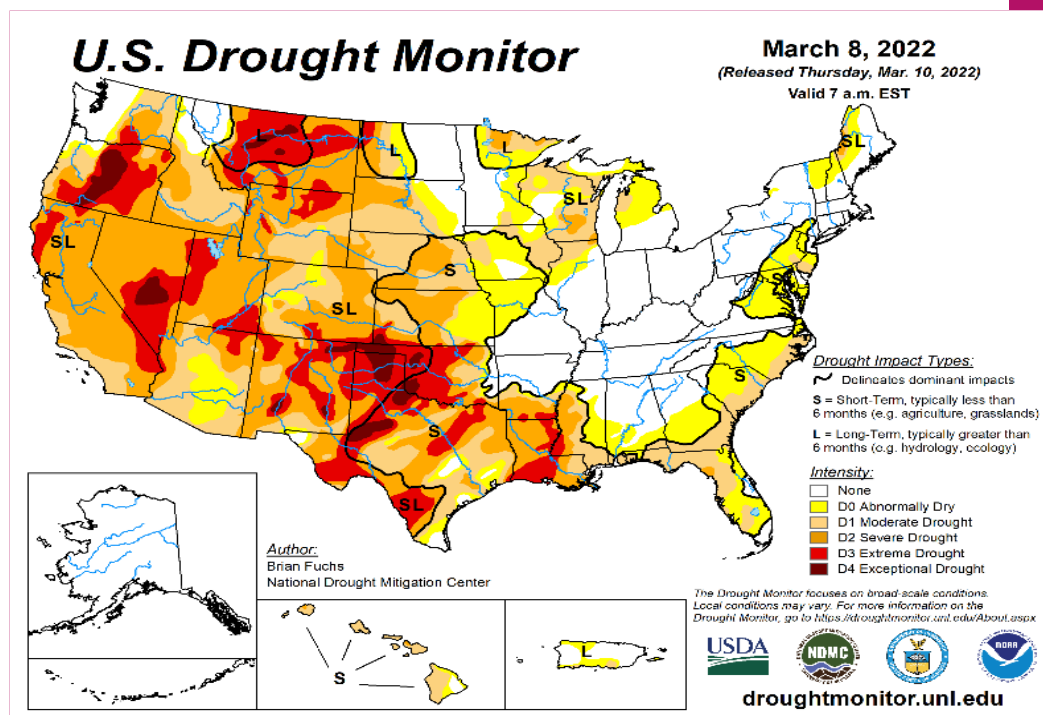 U.S. Drought Monitor
March 8, 2022
(Released Thursday, Mar. 10, 2022)
Valid 7 a.m. EST
L
L
L
SL
SL
SL
S
SL
S
S
S
SL
Drought Impact Types:
Delineates dominant impacts
S = Short-Term, typically less than
6 months (e.g. agriculture, grasslands)
L = Long-Term, typically greater than
6 months (e.g. hydrology, ecology)
Intensity:
None
D0 Abnormally Dry
D1 Moderate Drought
D2 Severe Drought
D3 Extreme Drought
D4 Exceptional Drought
Author:
Brian Fuchs
National Drought Mitigation Center
S
L
The Drought Monitor focuses on broad-scale conditions.
Local conditions may vary. For more information on the
Drought Monitor, go to https://droughtmonitor.unl.edu/About.aspx
USDA
NDMC
NOAA
droughtmonitor.unl.edu